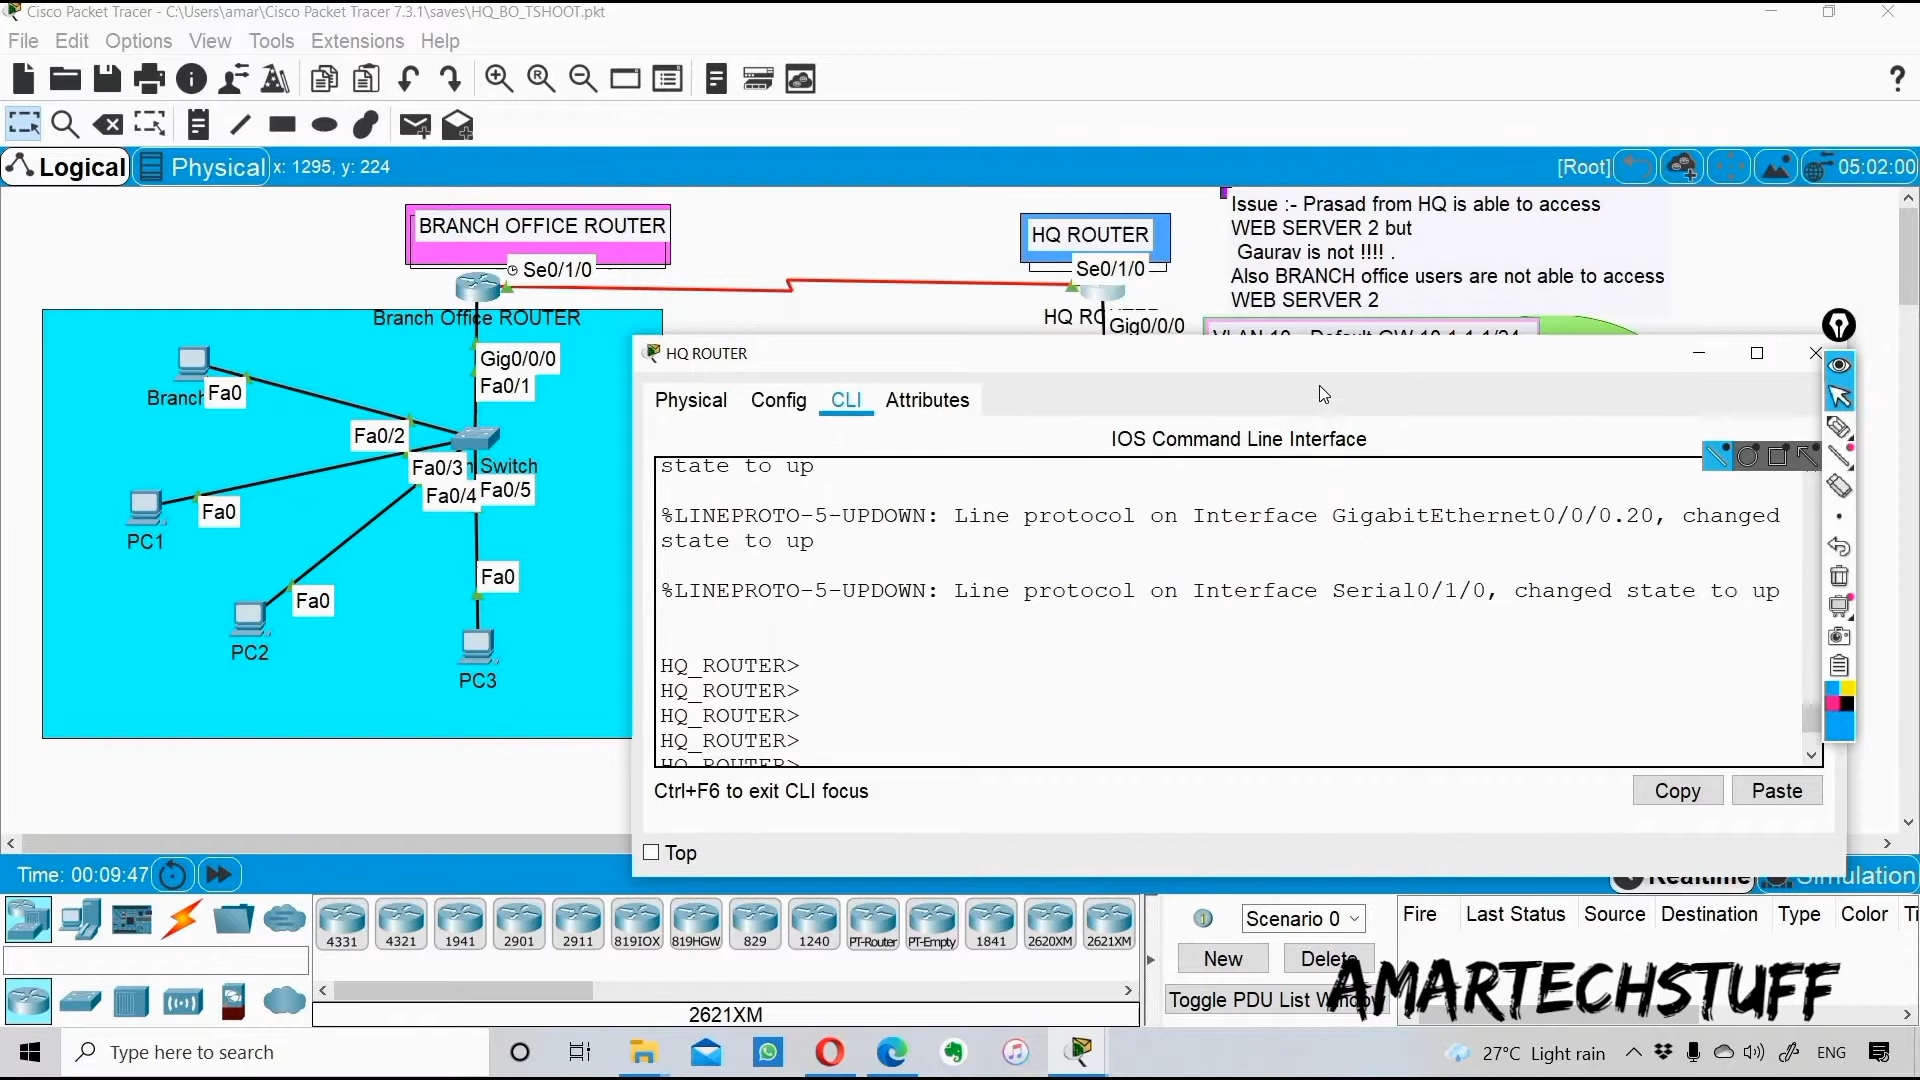 Cisco Packet Tracer - C:\Users\amar\Cisco Packet Tracer 7.3.1\saves\HQ_BO_TSHOOT.pkt
File Edit Options View Tools Extensions Help
Logical Physical x: 1295, y: 224 [Root] 05:02:00
BRANCH OFFICE ROUTER
Se0/1/0
Branch Office ROUTER
HQ ROUTER
Se0/1/0
HQ RO TER
Gig0/0/0
Issue :- Prasad from HQ is able to access
WEB SERVER 2 but
Gaurav is not !!!! .
Also BRANCH office users are not able to access
WEB SERVER 2
Gig0/0/0
Fa0/1
Branch
Fa0
Fa0/2
Fa0/3
Switch
Fa0/4
Fa0/5
Fa0
PC1
Fa0
PC2
Fa0
PC3
HQ ROUTER
Physical Config CLI Attributes
IOS Command Line Interface
state to up
%LINEPROTO-5-UPDOWN: Line protocol on Interface GigabitEthernet0/0/0.20, changed
state to up
%LINEPROTO-5-UPDOWN: Line protocol on Interface Serial0/1/0, changed state to up
HQ_ROUTER>
HQ_ROUTER>
HQ_ROUTER>
HQ_ROUTER>
HQ_ROUTER>
Ctrl+F6 to exit CLI focus
Copy Paste
Top
Time: 00:09:47
Realtime Simulation
4331 4321 1941 2901 2911 819IOX 819HGW 829 1240 PT-Router PT-Empty 1841 2620XM 2621XM
2621XM
Scenario 0
New Delete
Toggle PDU List Window
Fire Last Status Source Destination Type Color Ti
AMARTECHSTUFF
Type here to search
27°C Light rain
ENG